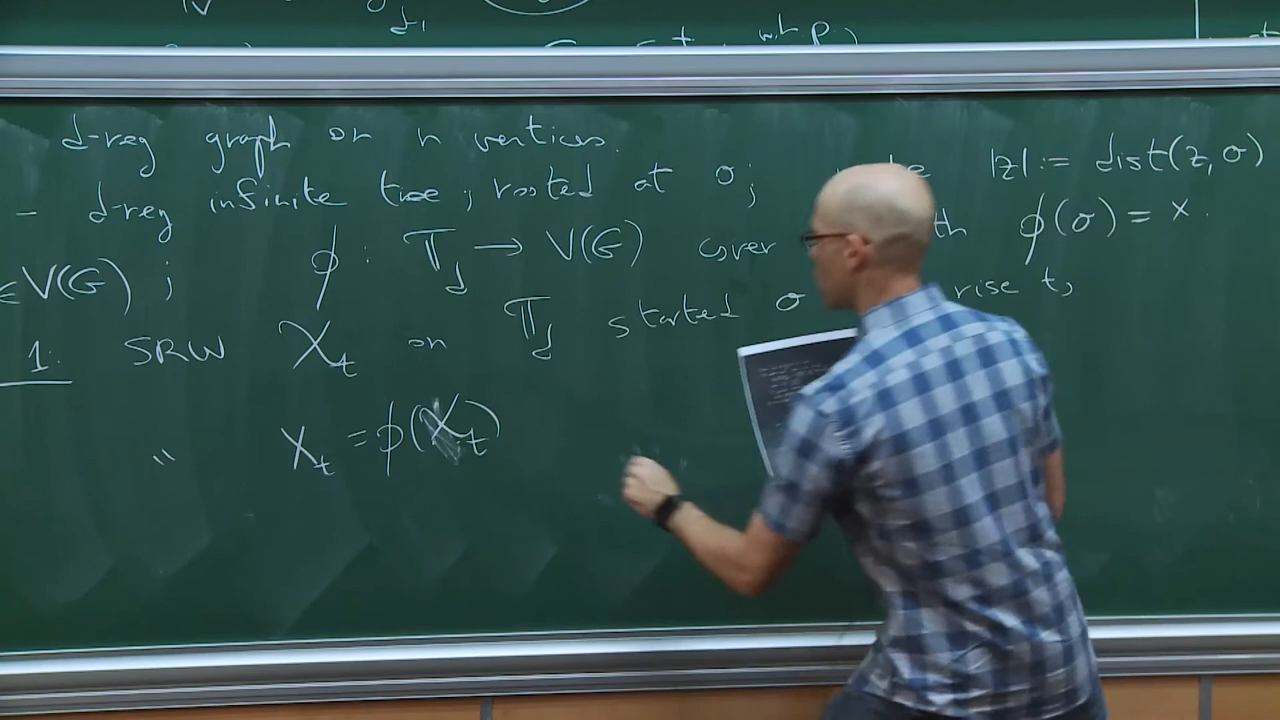 w.h.p.
d-reg graph on n vertices.
- d-reg infinite tree ; rooted at σ ; |z| := dist(z, σ)
∈ V(G) ; φ : 𝕋_d → V(G) cover φ(σ) = x.
1: SRW 𝒳_t on 𝕋_d started σ rise t,
" X_t = φ(𝒳_t)